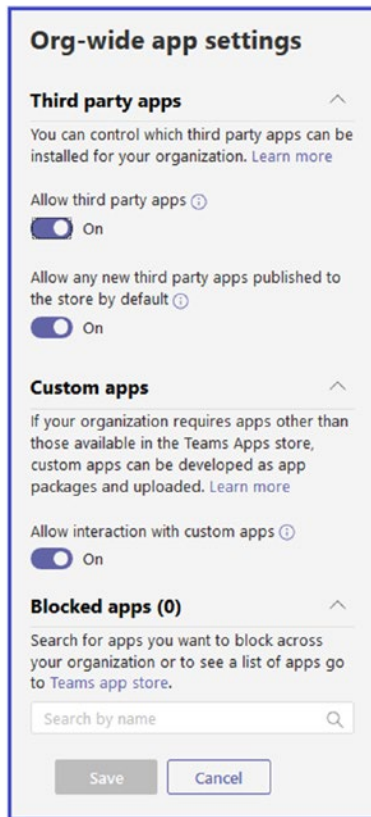 Org-wide app settings
Third party apps
You can control which third party apps can be
installed for your organization. Learn more
Allow third party apps
On
Allow any new third party apps published to
the store by default
On
Custom apps
If your organization requires apps other than
those available in the Teams Apps store,
custom apps can be developed as app
packages and uploaded. Learn more
Allow interaction with custom apps
On
Blocked apps (0)
Search for apps you want to block across
your organization or to see a list of apps go
to Teams app store.
Search by name
Save Cancel